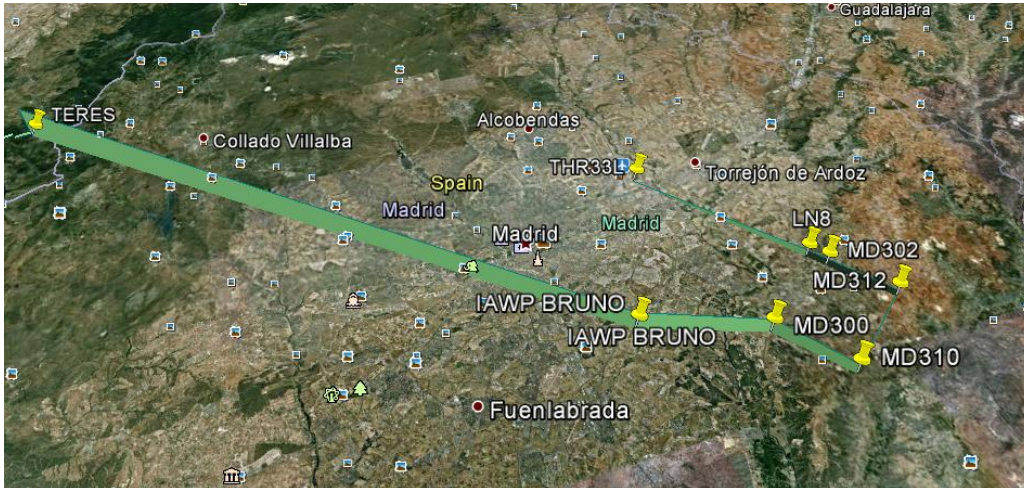 Guadalajara
TERES
Alcobendas
Collado Villalba
THR33L
Torrejón de Ardoz
Spain
Madrid
Madrid
LN8
Madrid
MD302
MD312
IAWP BRUNO
MD300
IAWP BRUNO
MD310
Fuenlabrada